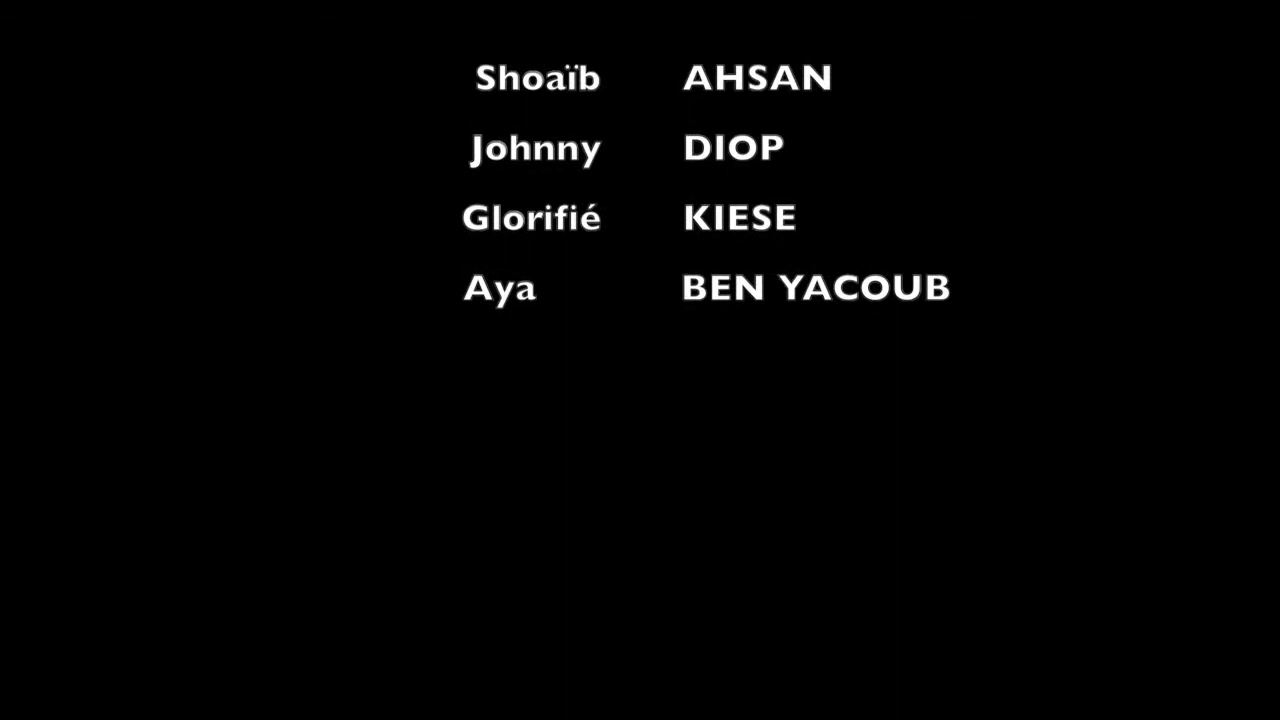 Shoaïb AHSAN
Johnny DIOP
Glorifié KIESE
Aya BEN YACOUB